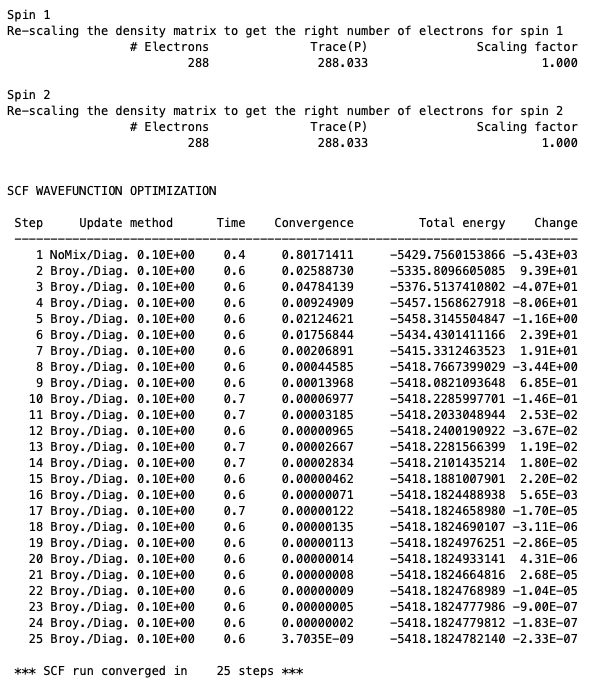 Spin 1
Re-scaling the density matrix to get the right number of electrons for spin 1
# Electrons Trace(P) Scaling factor
288 288.033 1.000
Spin 2
Re-scaling the density matrix to get the right number of electrons for spin 2
# Electrons Trace(P) Scaling factor
288 288.033 1.000
SCF WAVEFUNCTION OPTIMIZATION
Step Update method Time Convergence Total energy Change
------------------------------------------------------------------------------
1 NoMix/Diag. 0.10E+00 0.4 0.80171411 -5429.7560153866 -5.43E+03
2 Broy./Diag. 0.10E+00 0.6 0.02588730 -5335.8096605085 9.39E+01
3 Broy./Diag. 0.10E+00 0.6 0.04784139 -5376.5137410802 -4.07E+01
4 Broy./Diag. 0.10E+00 0.6 0.00924909 -5457.1568627918 -8.06E+01
5 Broy./Diag. 0.10E+00 0.6 0.02124621 -5458.3145504847 -1.16E+00
6 Broy./Diag. 0.10E+00 0.6 0.01756844 -5434.4301411166 2.39E+01
7 Broy./Diag. 0.10E+00 0.6 0.00206891 -5415.3312463523 1.91E+01
8 Broy./Diag. 0.10E+00 0.6 0.00044585 -5418.7667399029 -3.44E+00
9 Broy./Diag. 0.10E+00 0.6 0.00013968 -5418.0821093648 6.85E-01
10 Broy./Diag. 0.10E+00 0.7 0.00006977 -5418.2285997701 -1.46E-01
11 Broy./Diag. 0.10E+00 0.7 0.00003185 -5418.2033048944 2.53E-02
12 Broy./Diag. 0.10E+00 0.6 0.00000965 -5418.2400190922 -3.67E-02
13 Broy./Diag. 0.10E+00 0.7 0.00002667 -5418.2281566399 1.19E-02
14 Broy./Diag. 0.10E+00 0.7 0.00002834 -5418.2101435214 1.80E-02
15 Broy./Diag. 0.10E+00 0.6 0.00000462 -5418.1881007901 2.20E-02
16 Broy./Diag. 0.10E+00 0.6 0.00000071 -5418.1824488938 5.65E-03
17 Broy./Diag. 0.10E+00 0.7 0.00000122 -5418.1824658980 -1.70E-05
18 Broy./Diag. 0.10E+00 0.6 0.00000135 -5418.1824690107 -3.11E-06
19 Broy./Diag. 0.10E+00 0.6 0.00000113 -5418.1824976251 -2.86E-05
20 Broy./Diag. 0.10E+00 0.6 0.00000014 -5418.1824933141 4.31E-06
21 Broy./Diag. 0.10E+00 0.6 0.00000008 -5418.1824664816 2.68E-05
22 Broy./Diag. 0.10E+00 0.6 0.00000009 -5418.1824768989 -1.04E-05
23 Broy./Diag. 0.10E+00 0.6 0.00000005 -5418.1824777986 -9.00E-07
24 Broy./Diag. 0.10E+00 0.6 0.00000002 -5418.1824779812 -1.83E-07
25 Broy./Diag. 0.10E+00 0.6 3.7035E-09 -5418.1824782140 -2.33E-07
*** SCF run converged in 25 steps ***